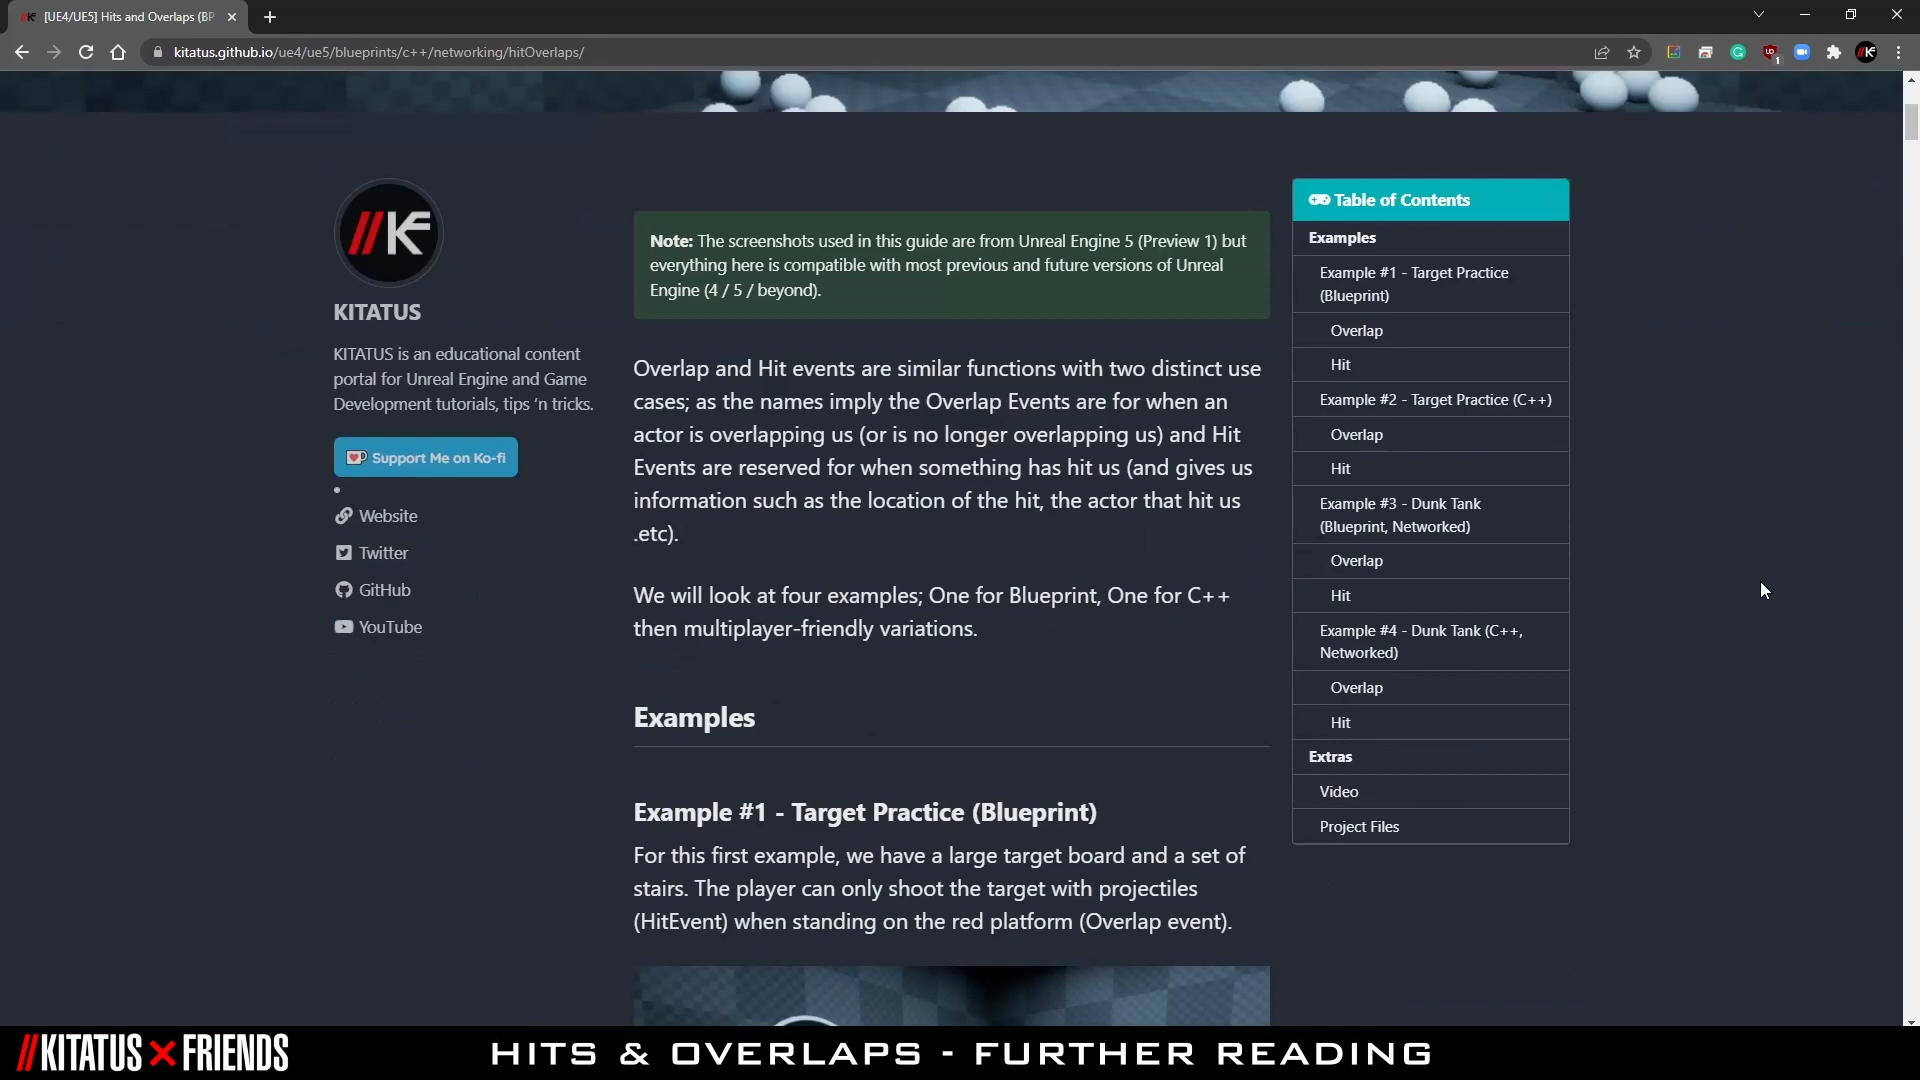 [UE4/UE5] Hits and Overlaps (BP
kitatus.github.io/ue4/ue5/blueprints/c++/networking/hitOverlaps/
//KF
KITATUS
KITATUS is an educational content
portal for Unreal Engine and Game
Development tutorials, tips ‘n tricks.
Support Me on Ko-fi
Website
Twitter
GitHub
YouTube
Note: The screenshots used in this guide are from Unreal Engine 5 (Preview 1) but
everything here is compatible with most previous and future versions of Unreal
Engine (4 / 5 / beyond).
Overlap and Hit events are similar functions with two distinct use
cases; as the names imply the Overlap Events are for when an
actor is overlapping us (or is no longer overlapping us) and Hit
Events are reserved for when something has hit us (and gives us
information such as the location of the hit, the actor that hit us
.etc).
We will look at four examples; One for Blueprint, One for C++
then multiplayer-friendly variations.
Examples
Example #1 - Target Practice (Blueprint)
For this first example, we have a large target board and a set of
stairs. The player can only shoot the target with projectiles
(HitEvent) when standing on the red platform (Overlap event).
Table of Contents
Examples
Example #1 - Target Practice
(Blueprint)
Overlap
Hit
Example #2 - Target Practice (C++)
Overlap
Hit
Example #3 - Dunk Tank
(Blueprint, Networked)
Overlap
Hit
Example #4 - Dunk Tank (C++,
Networked)
Overlap
Hit
Extras
Video
Project Files
//KITATUS X FRIENDS
HITS & OVERLAPS - FURTHER READING